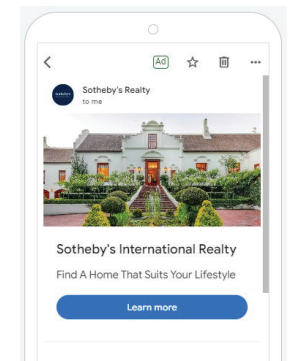 Ad
Sotheby's Realty
to me
Sotheby's International Realty
Find A Home That Suits Your Lifestyle
Learn more